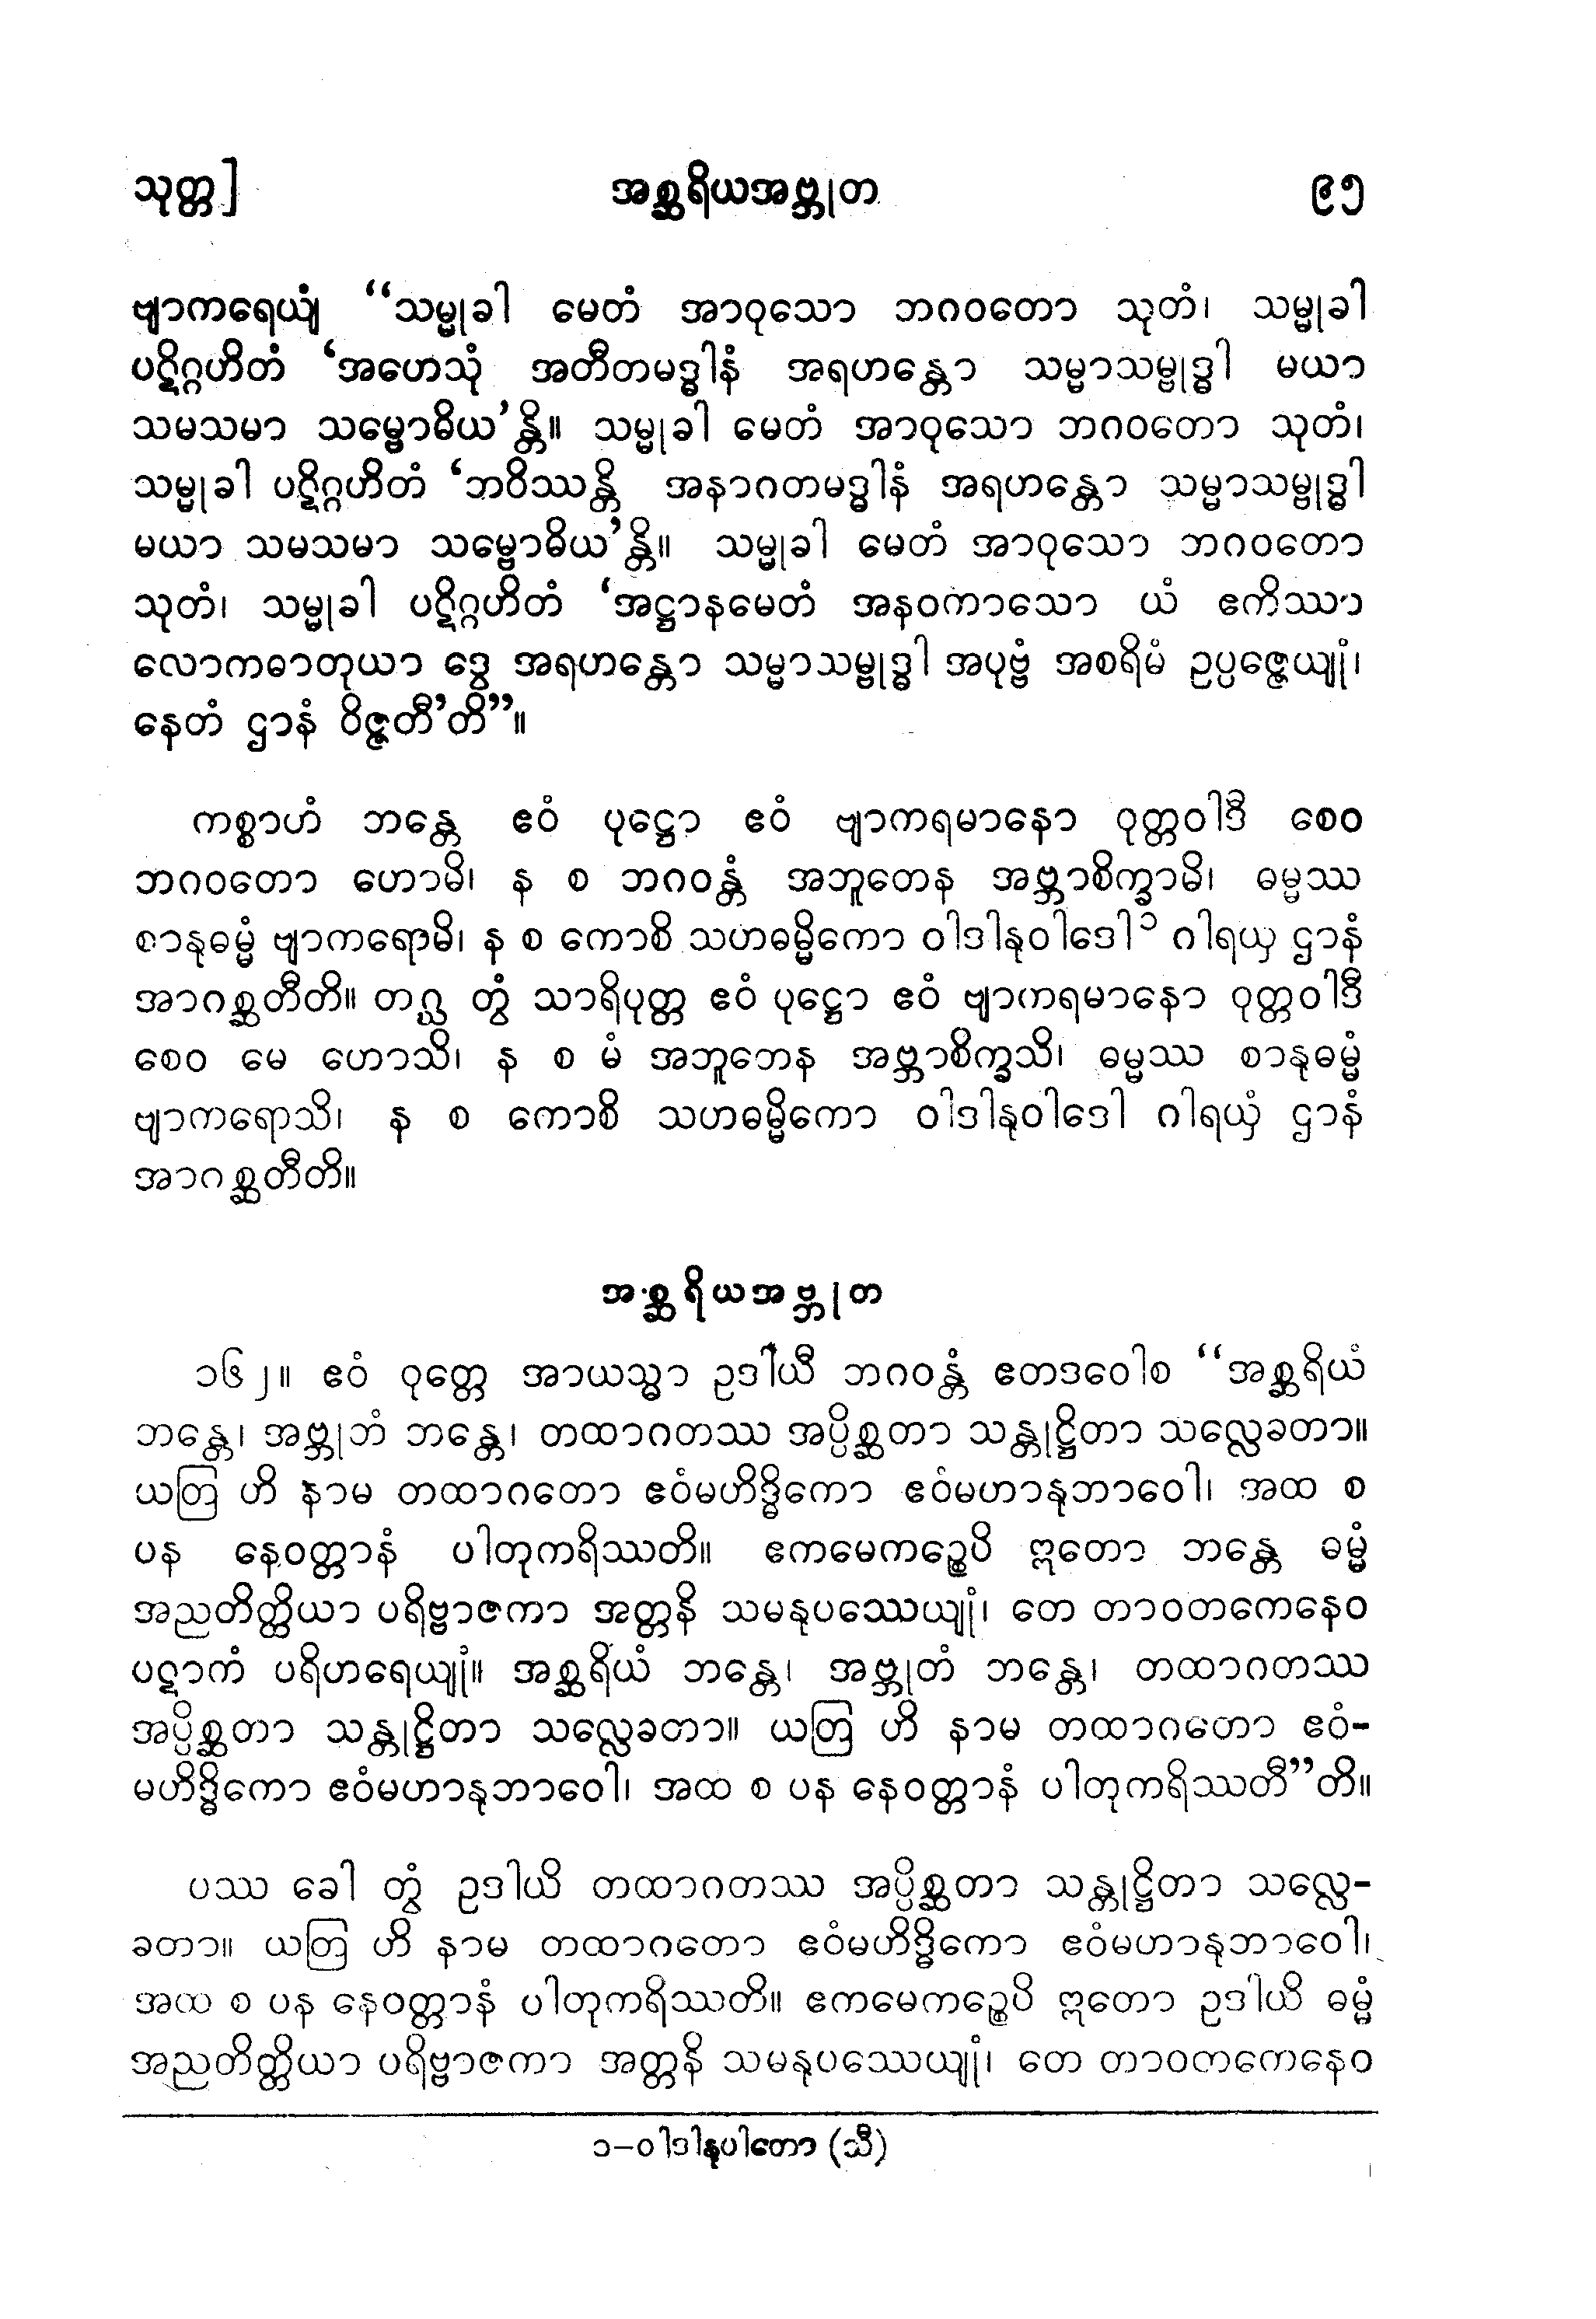 သုတ္တ]
အစ္ဆရိယအဗ္ဘုတ
၉၅
ဗျာကရေယျံ “သမ္မုခါ မေတံ အာဝုသော ဘဂဝတော သုတံ၊ သမ္မုခါ
ပဋိဂ္ဂဟိတံ ‘အဟေသုံ အတီတမဒ္ဓါနံ အရဟန္တော သမ္မာသမ္ဗုဒ္ဓါ မယာ
သမသမာ သမ္ဗောဓိယ’န္တိ။ သမ္မုခါ မေတံ အာဝုသော ဘဂဝတော သုတံ၊
သမ္မုခါ ပဋိဂ္ဂဟိတံ ‘ဘဝိဿန္တိ အနာဂတမဒ္ဓါနံ အရဟန္တော သမ္မာသမ္ဗုဒ္ဓါ
မယာ သမသမာ သမ္ဗောဓိယ’န္တိ။ သမ္မုခါ မေတံ အာဝုသော ဘဂဝတော
သုတံ၊ သမ္မုခါ ပဋိဂ္ဂဟိတံ ‘အဋ္ဌာနမေတံ အနဝကာသော ယံ ဧကိဿာ
လောကဓာတုယာ ဒွေ အရဟန္တော သမ္မာသမ္ဗုဒ္ဓါ အပုဗ္ဗံ အစရိမံ ဥပ္ပဇ္ဇေယျုံ၊
နေတံ ဌာနံ ဝိဇ္ဇတီ’တိ”။
ကစ္စာဟံ ဘန္တေ ဧဝံ ပုဋ္ဌော ဧဝံ ဗျာကရမာနော ဝုတ္တဝါဒီ စေဝ
ဘဂဝတော ဟောမိ၊ န စ ဘဂဝန္တံ အဘူတေန အဗ္ဘာစိက္ခာမိ၊ ဓမ္မဿ
စာနုဓမ္မံ ဗျာကရောမိ၊ န စ ကောစိ သဟဓမ္မိကော ဝါဒါနုဝါဒေါ ၁ ဂါရယှ ဌာနံ
အာဂစ္ဆတီတိ။ တဂ္ဃ တွံ သာရိပုတ္တ ဧဝံ ပုဋ္ဌော ဧဝံ ဗျာကရမာနော ဝုတ္တဝါဒီ
စေဝ မေ ဟောသိ၊ န စ မံ အဘူတေန အဗ္ဘာစိက္ခသိ၊ ဓမ္မဿ စာနုဓမ္မံ
ဗျာကရောသိ၊ န စ ကောစိ သဟဓမ္မိကော ဝါဒါနုဝါဒေါ ဂါရယှံ ဌာနံ
အာဂစ္ဆတီတိ။
အစ္ဆရိယအဗ္ဘုတ
၁၆၂။ ဧဝံ ဝုတ္တေ အာယသ္မာ ဥဒါယီ ဘဂဝန္တံ ဧတဒဝေါစ “အစ္ဆရိယံ
ဘန္တေ၊ အဗ္ဘုတံ ဘန္တေ၊ တထာဂတဿ အပ္ပိစ္ဆတာ သန္တုဋ္ဌိတာ သလ္လေခတာ။
ယတြ ဟိ နာမ တထာဂတော ဧဝံမဟိဒ္ဓိကော ဧဝံမဟာနုဘာဝေါ၊ အထ စ
ပန နေဝတ္တာနံ ပါတုကရိဿတိ။ ဧကမေကဉ္စေပိ ဣတော ဘန္တေ ဓမ္မံ
အညတိတ္ထိယာ ပရိဗ္ဗာဇကာ အတ္တနိ သမနုပဿေယျုံ၊ တေ တာဝတကေနေဝ
ပဋာကံ ပရိဟရေယျုံ။ အစ္ဆရိယံ ဘန္တေ၊ အဗ္ဘုတံ ဘန္တေ၊ တထာဂတဿ
အပ္ပိစ္ဆတာ သန္တုဋ္ဌိတာ သလ္လေခတာ။ ယတြ ဟိ နာမ တထာဂတော ဧဝံ-
မဟိဒ္ဓိကော ဧဝံမဟာနုဘာဝေါ၊ အထ စ ပန နေဝတ္တာနံ ပါတုကရိဿတီ”တိ။
ပဿ ခေါ တွံ ဥဒါယိ တထာဂတဿ အပ္ပိစ္ဆတာ သန္တုဋ္ဌိတာ သလ္လေ-
ခတာ။ ယတြ ဟိ နာမ တထာဂတော ဧဝံမဟိဒ္ဓိကော ဧဝံမဟာနုဘာဝေါ၊
အထ စ ပန နေဝတ္တာနံ ပါတုကရိဿတိ။ ဧကမေကဉ္စေပိ ဣတော ဥဒါယိ ဓမ္မံ
အညတိတ္ထိယာ ပရိဗ္ဗာဇကာ အတ္တနိ သမနုပဿေယျုံ၊ တေ တာဝတကေနေဝ
၁-ဝါဒါနုပါတော (သီ)